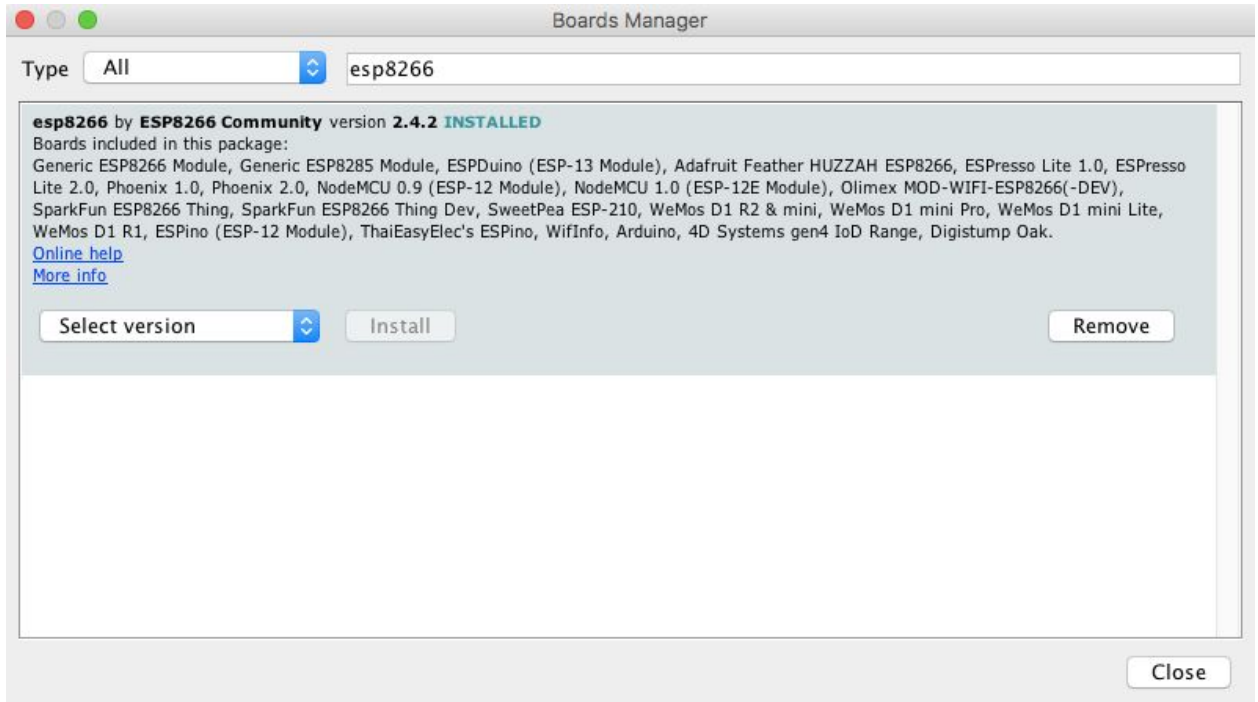 Boards Manager
Type All esp8266
esp8266 by ESP8266 Community version 2.4.2 INSTALLED
Boards included in this package:
Generic ESP8266 Module, Generic ESP8285 Module, ESPDuino (ESP-13 Module), Adafruit Feather HUZZAH ESP8266, ESPresso Lite 1.0, ESPresso
Lite 2.0, Phoenix 1.0, Phoenix 2.0, NodeMCU 0.9 (ESP-12 Module), NodeMCU 1.0 (ESP-12E Module), Olimex MOD-WIFI-ESP8266(-DEV),
SparkFun ESP8266 Thing, SparkFun ESP8266 Thing Dev, SweetPea ESP-210, WeMos D1 R2 & mini, WeMos D1 mini Pro, WeMos D1 mini Lite,
WeMos D1 R1, ESPino (ESP-12 Module), ThaiEasyElec's ESPino, WifInfo, Arduino, 4D Systems gen4 IoD Range, Digistump Oak.
Online help
More info
Select version Install Remove
Close